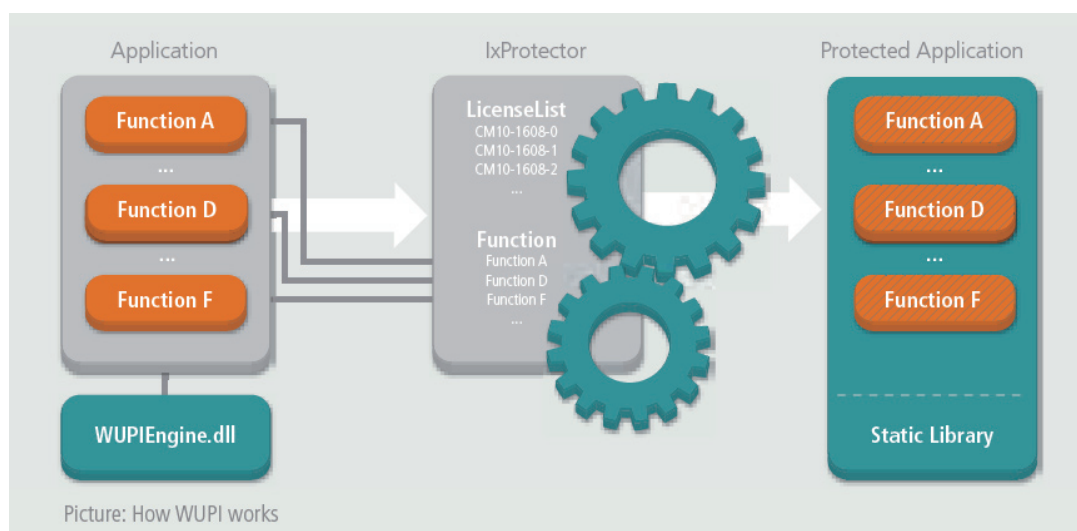 Application
Function A
...
Function D
...
Function F
WUPIEngine.dll
IxProtector
LicenseList
CM10-1608-0
CM10-1608-1
CM10-1608-2
...
Function
Function A
Function D
Function F
...
Protected Application
Function A
...
Function D
...
Function F
Static Library
Picture: How WUPI works